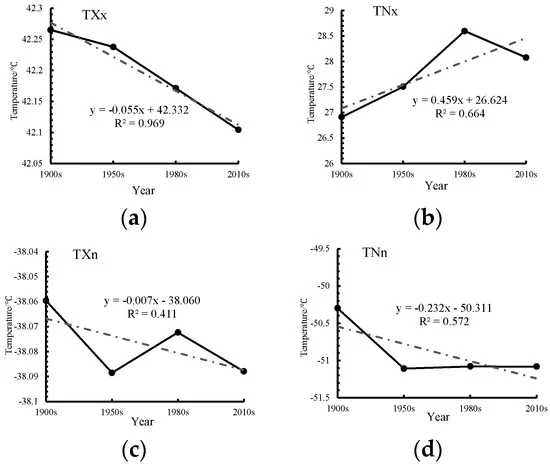 TXx
42.3
42.25
42.2
42.15
42.1
42.05
Temperature/°C
y = -0.055x + 42.332
R² = 0.969
1900s 1950s 1980s 2010s
Year
(a)
TNx
29
28.5
28
27.5
27
26.5
26
Temperature/°C
y = 0.459x + 26.624
R² = 0.664
1900s 1950s 1980s 2010s
Year
(b)
TXn
-38.04
-38.05
-38.06
-38.07
-38.08
-38.09
-38.1
Temperature/°C
y = -0.007x - 38.060
R² = 0.411
1900s 1950s 1980s 2010s
Year
(c)
TNn
-49.5
-50
-50.5
-51
-51.5
Temperature/°C
y = -0.232x - 50.311
R² = 0.572
1900s 1950s 1980s 2010s
Year
(d)